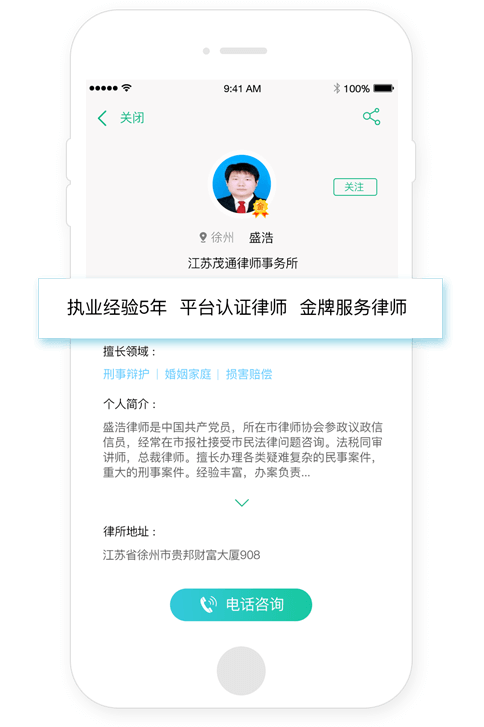 9:41 AM 100%
关闭
金
关注
徐州 盛浩
江苏茂通律师事务所
执业经验5年 平台认证律师 金牌服务律师
擅长领域：
刑事辩护 | 婚姻家庭 | 损害赔偿
个人简介：
盛浩律师是中国共产党员，所在市律师协会参政议政信
信员，经常在市报社接受市民法律问题咨询。法税同审
讲师，总裁律师。擅长办理各类疑难复杂的民事案件，
重大的刑事案件。经验丰富，办案负责...
律所地址：
江苏省徐州市贵邦财富大厦908
电话咨询